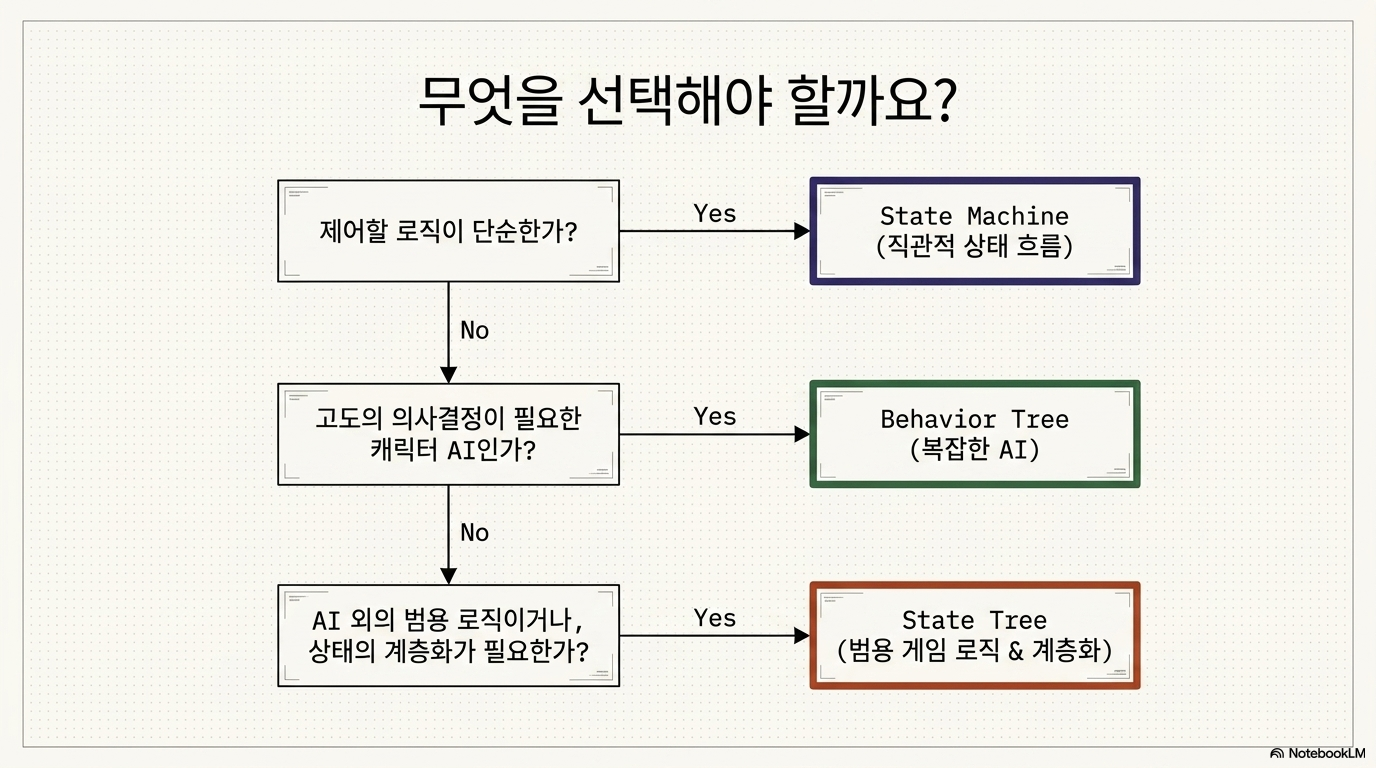 무엇을 선택해야 할까요?
제어할 로직이 단순한가?
Yes
State Machine
(직관적 상태 흐름)
No
고도의 의사결정이 필요한
캐릭터 AI인가?
Yes
Behavior Tree
(복잡한 AI)
No
AI 외의 범용 로직이거나,
상태의 계층화가 필요한가?
Yes
State Tree
(범용 게임 로직 & 계층화)
NotebookLM